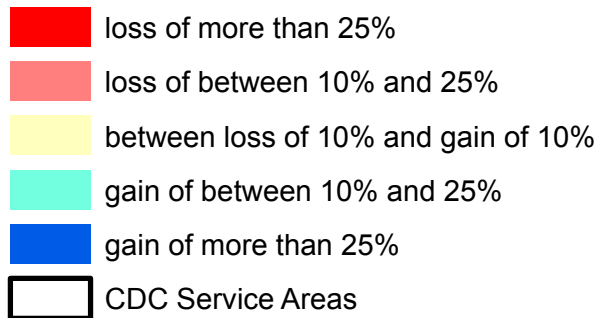 loss of more than 25%
loss of between 10% and 25%
between loss of 10% and gain of 10%
gain of between 10% and 25%
gain of more than 25%
CDC Service Areas